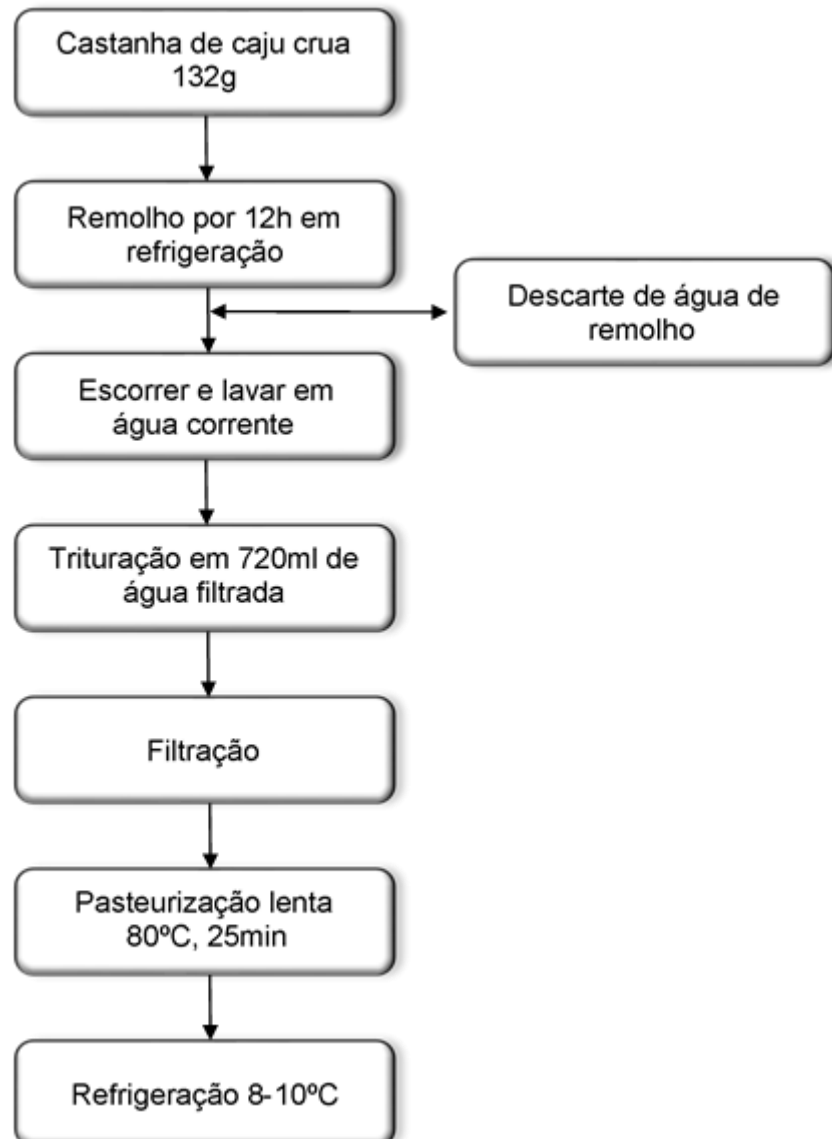 Castanha de caju crua
132g
Remolho por 12h em
refrigeração
Descarte de água de
remolho
Escorrer e lavar em
água corrente
Trituração em 720ml de
água filtrada
Filtração
Pasteurização lenta
80ºC, 25min
Refrigeração 8-10ºC